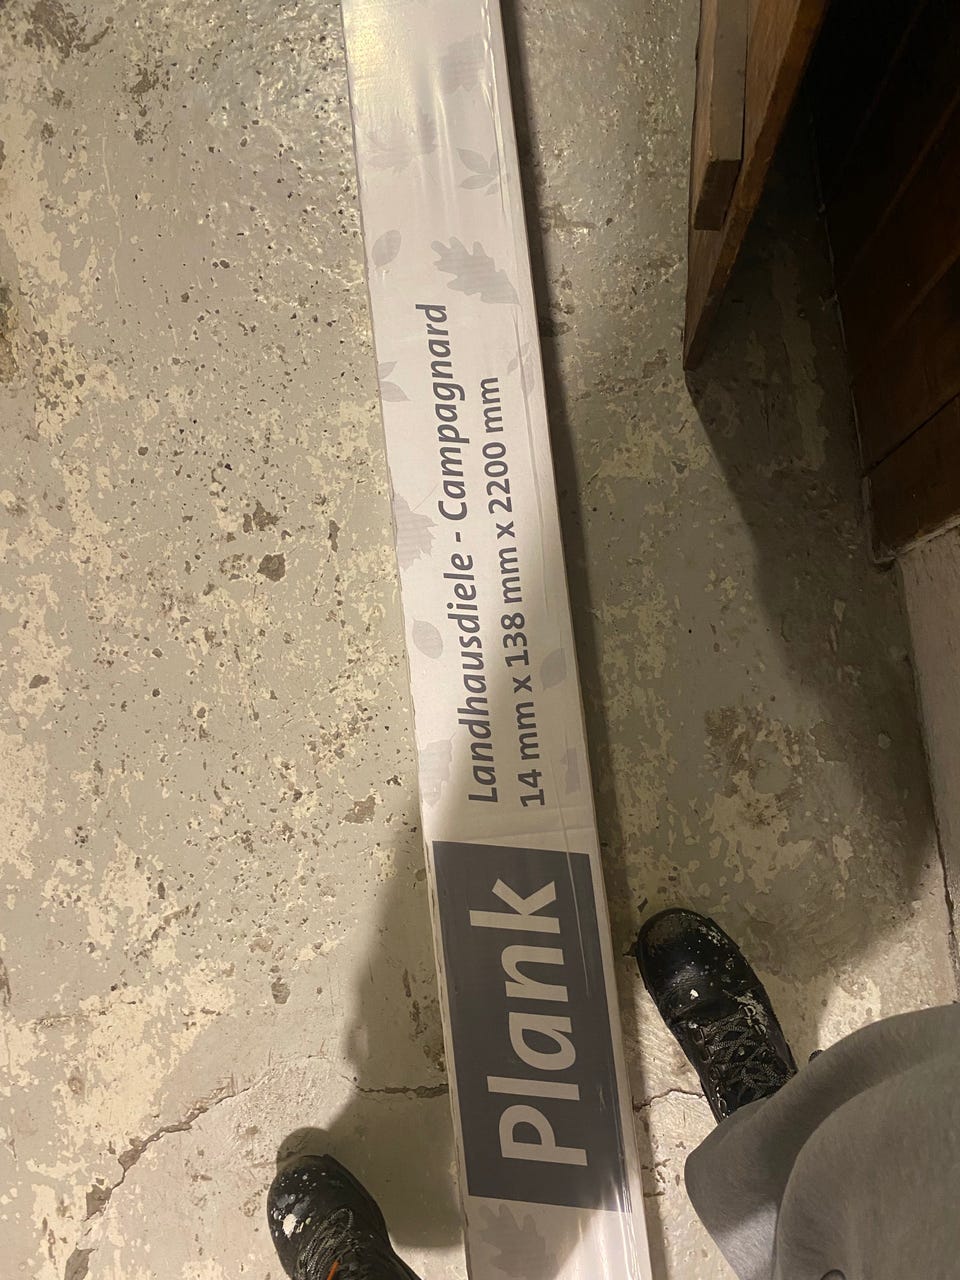 Plank
Landhausdiele - Campagnard
14 mm x 138 mm x 2200 mm